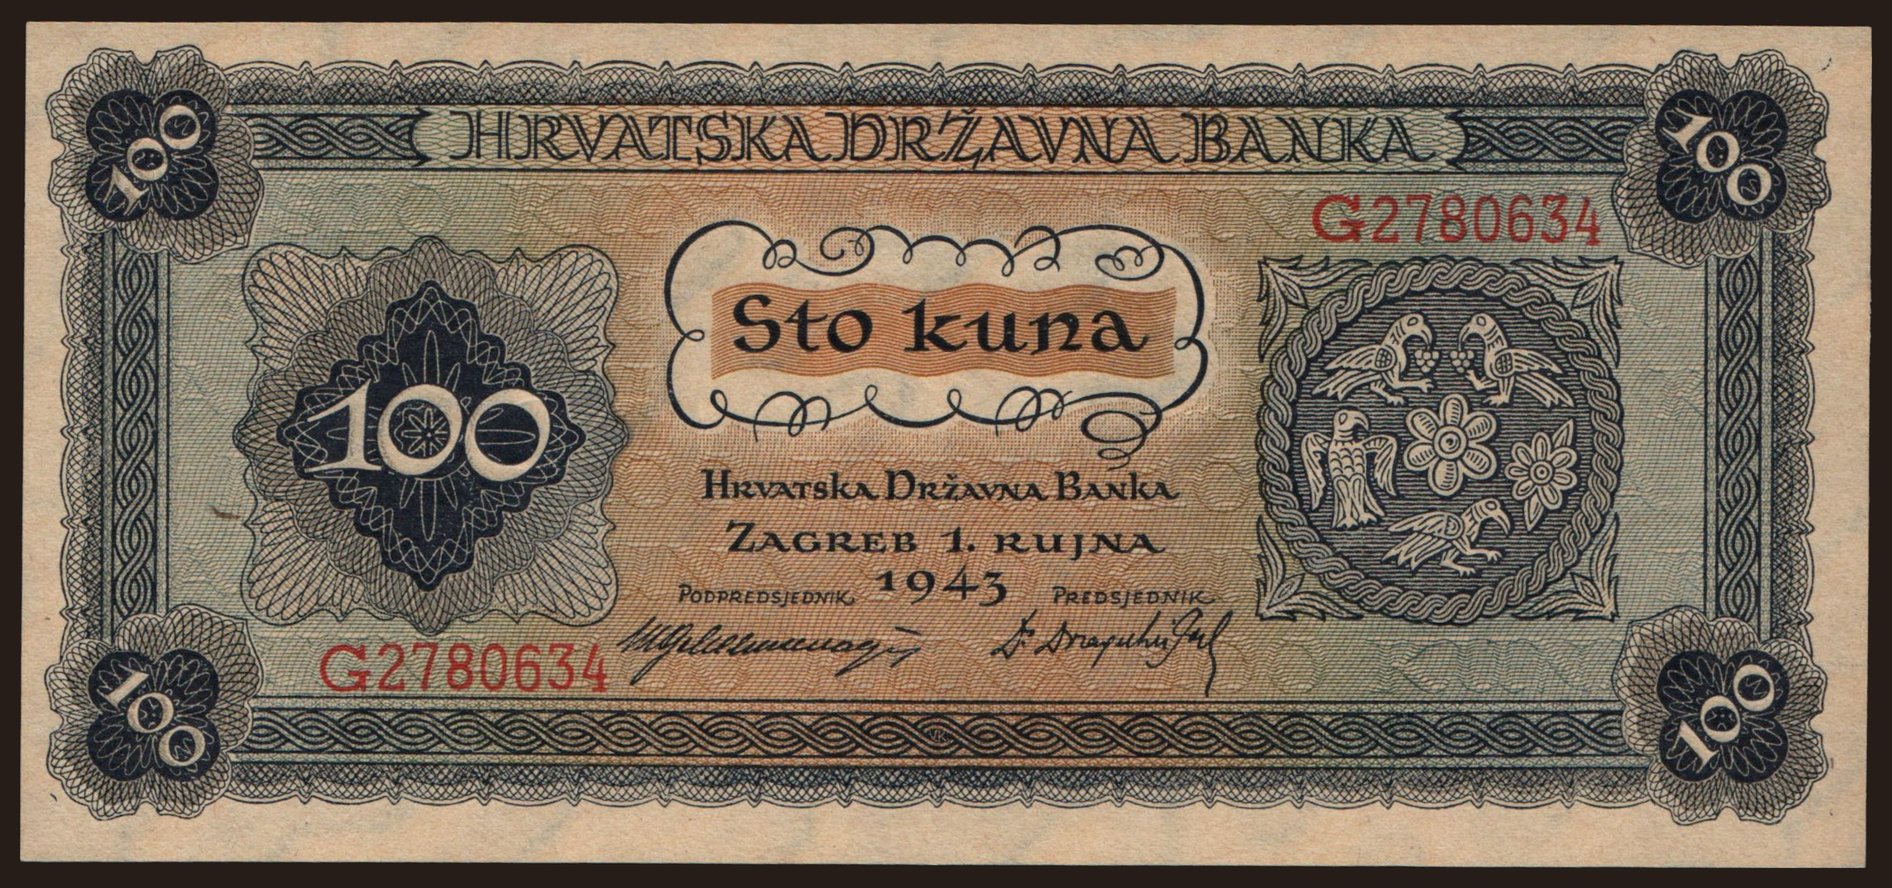 100
100
HRVATSKA DRŽAVNA BANKA
G2780634
Sto kuna
100
HRVATSKA DRŽAVNA BANKA
ZAGREB 1. RUJNA
1943
PODPREDSJEDNIK PREDSJEDNIK
G2780634
100
100